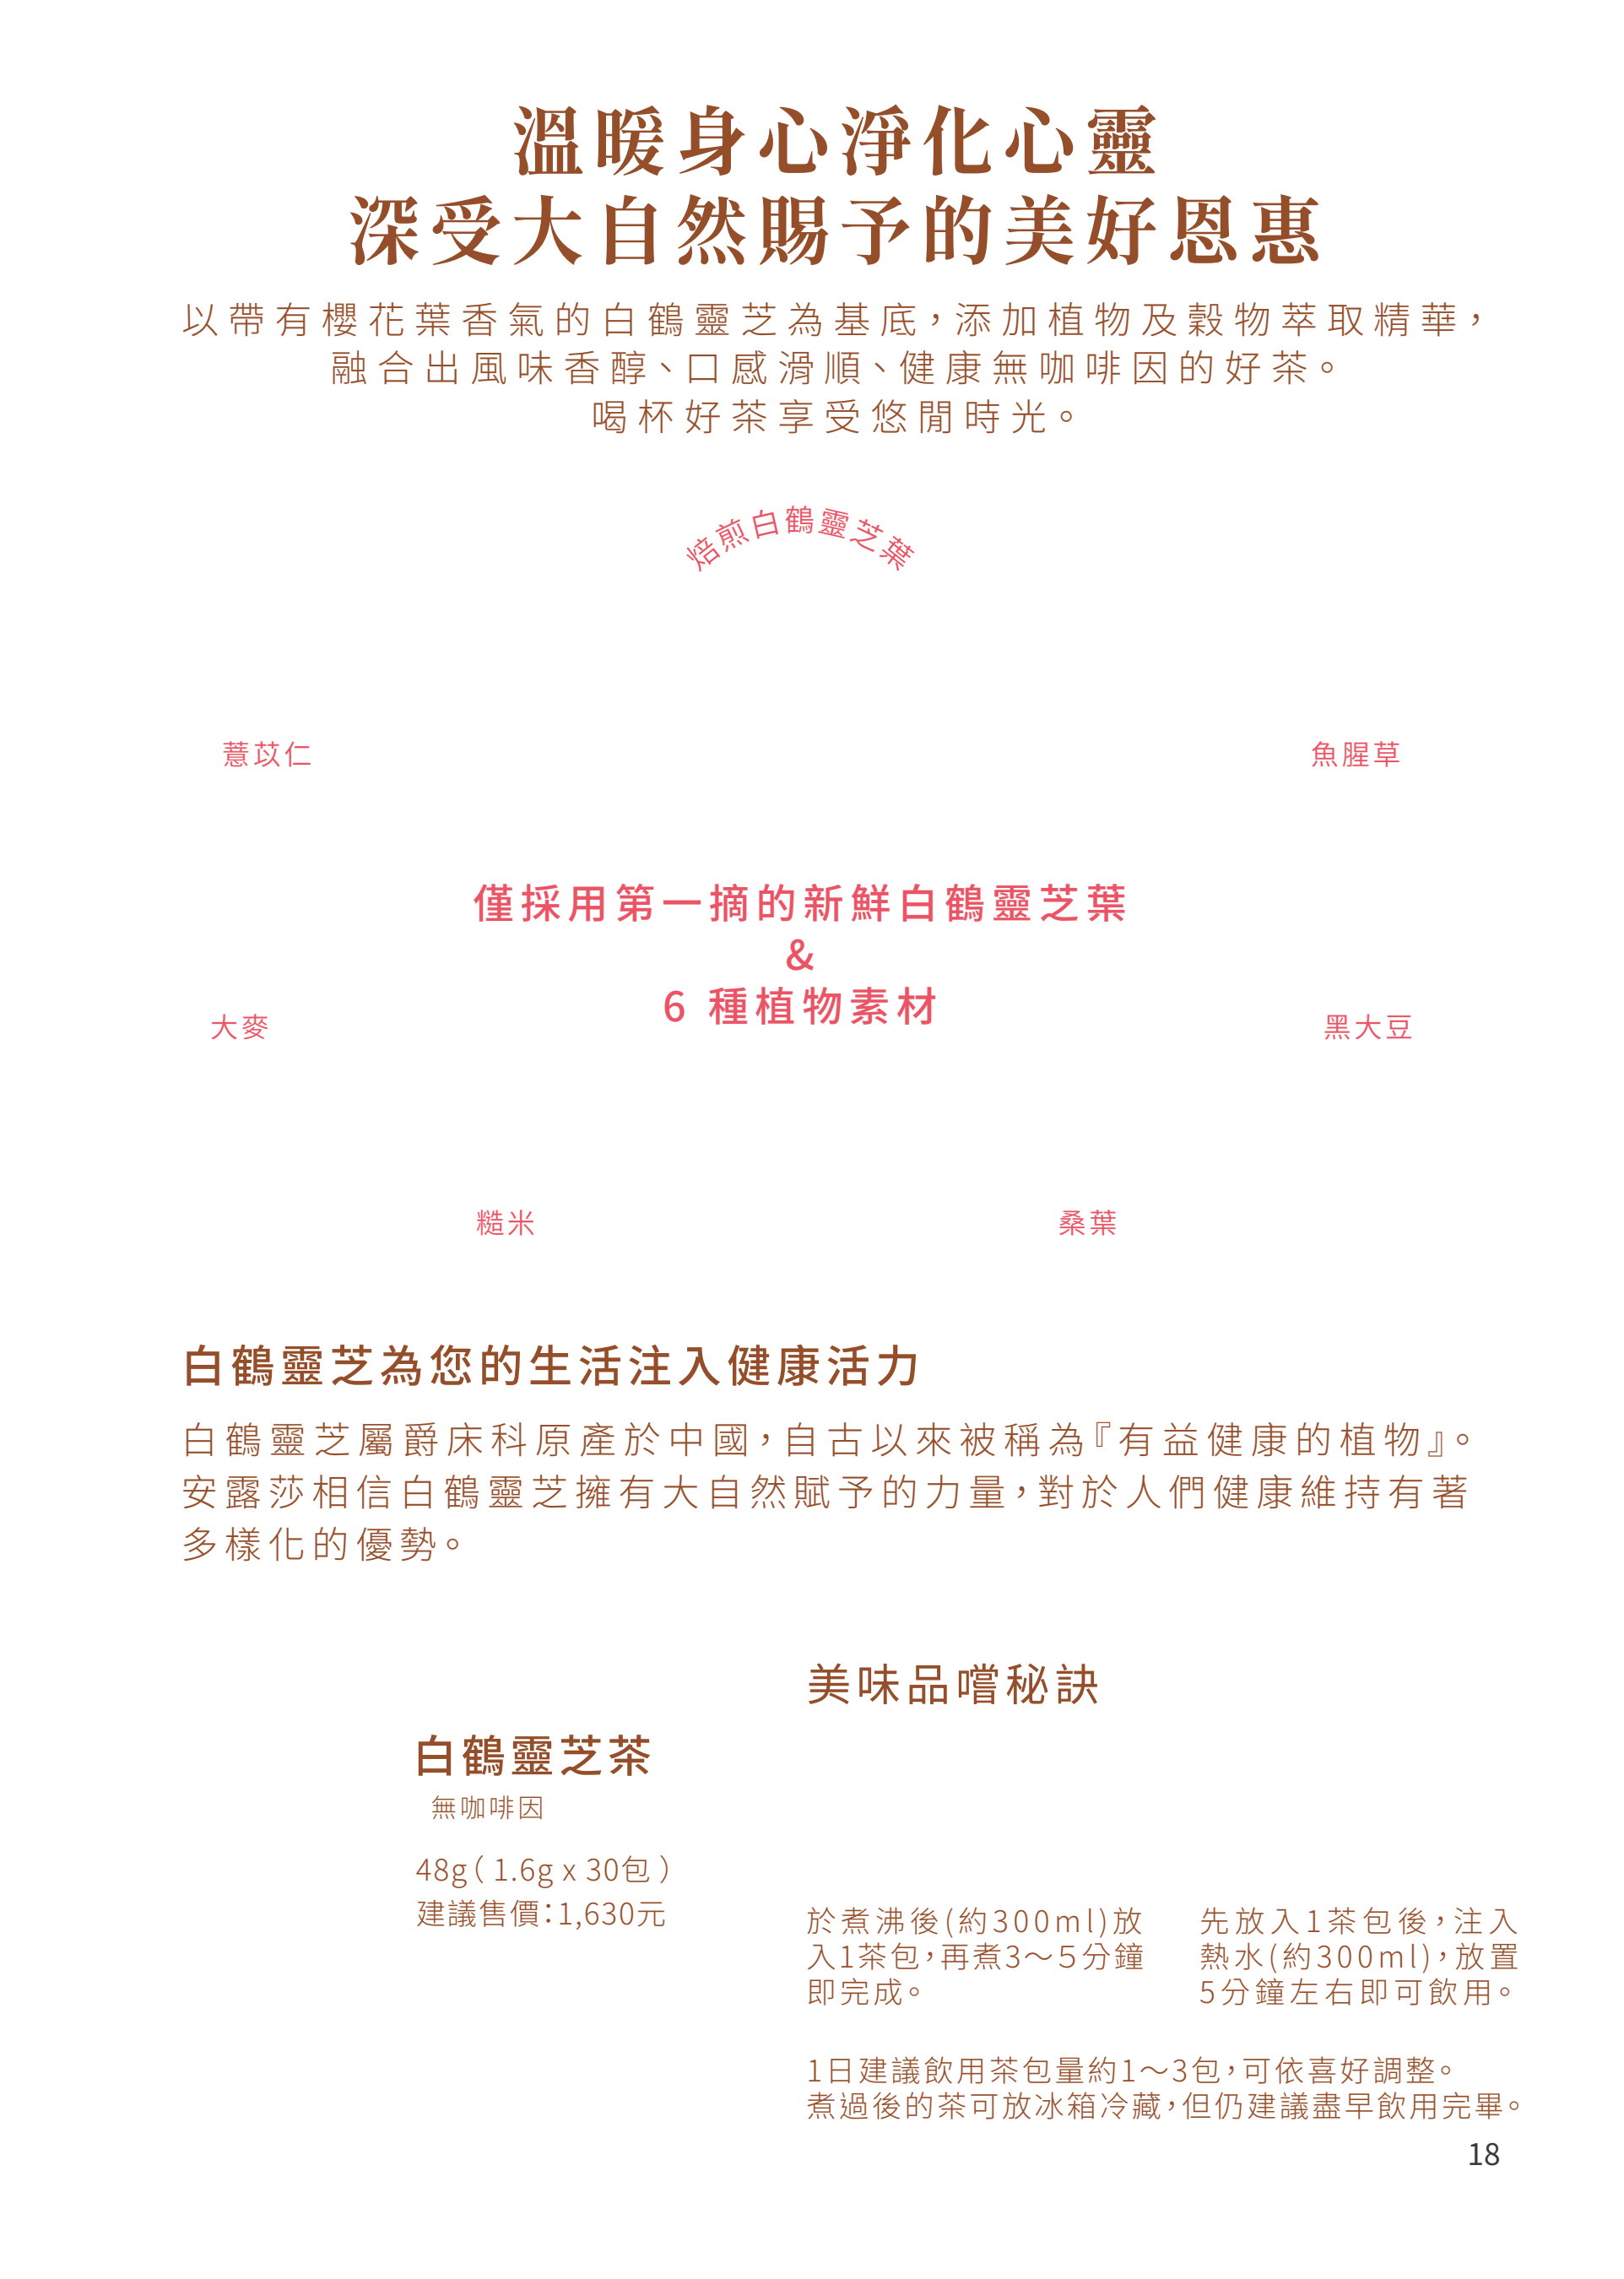 溫暖身心淨化心靈
深受大自然賜予的美好恩惠
以帶有櫻花葉香氣的白鶴靈芝為基底，添加植物及穀物萃取精華，
融合出風味香醇、口感滑順、健康無咖啡因的好茶。
喝杯好茶享受悠閒時光。
焙煎白鶴靈芝葉
薏苡仁
魚腥草
僅採用第一摘的新鮮白鶴靈芝葉
&
6 種植物素材
大麥
黑大豆
糙米
桑葉
白鶴靈芝為您的生活注入健康活力
白鶴靈芝屬爵床科原產於中國，自古以來被稱為『有益健康的植物』。
安露莎相信白鶴靈芝擁有大自然賦予的力量，對於人們健康維持有著
多樣化的優勢。
美味品嚐秘訣
白鶴靈芝茶
無咖啡因
48g( 1.6g x 30包 )
建議售價：1,630元
於煮沸後(約300ml)放
入1茶包，再煮3～5分鐘
即完成。
先放入1茶包後，注入
熱水(約300ml)，放置
5分鐘左右即可飲用。
1日建議飲用茶包量約1～3包，可依喜好調整。
煮過後的茶可放冰箱冷藏，但仍建議盡早飲用完畢。
18